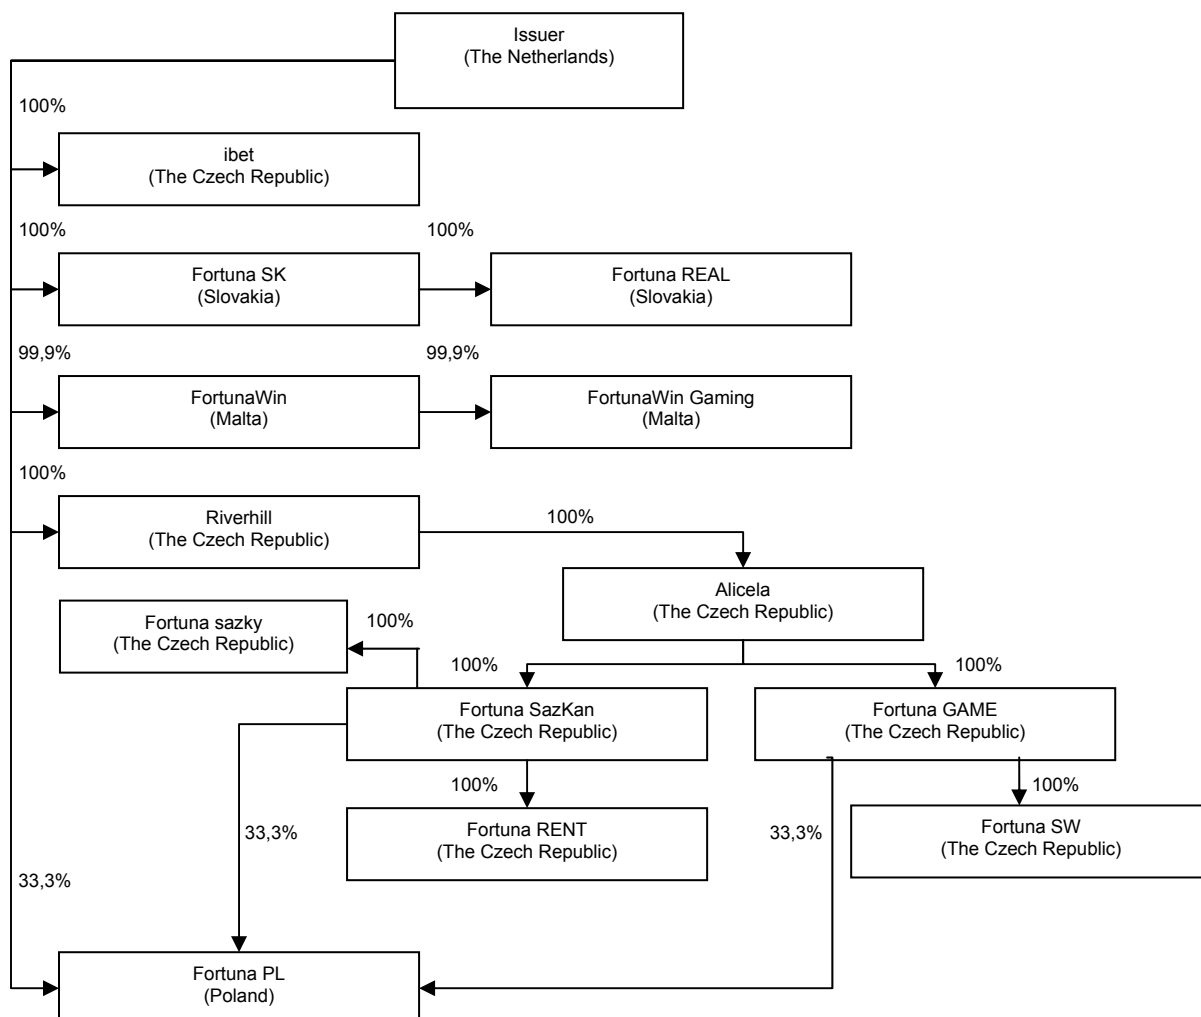 Issuer
(The Netherlands)
100%
ibet
(The Czech Republic)
100%
100%
Fortuna SK
(Slovakia)
Fortuna REAL
(Slovakia)
99,9%
99,9%
FortunaWin
(Malta)
FortunaWin Gaming
(Malta)
100%
Riverhill
(The Czech Republic)
100%
Alicela
(The Czech Republic)
Fortuna sazky
(The Czech Republic)
100%
100%
100%
Fortuna SazKan
(The Czech Republic)
Fortuna GAME
(The Czech Republic)
100%
100%
Fortuna RENT
(The Czech Republic)
Fortuna SW
(The Czech Republic)
33,3%
33,3%
33,3%
Fortuna PL
(Poland)